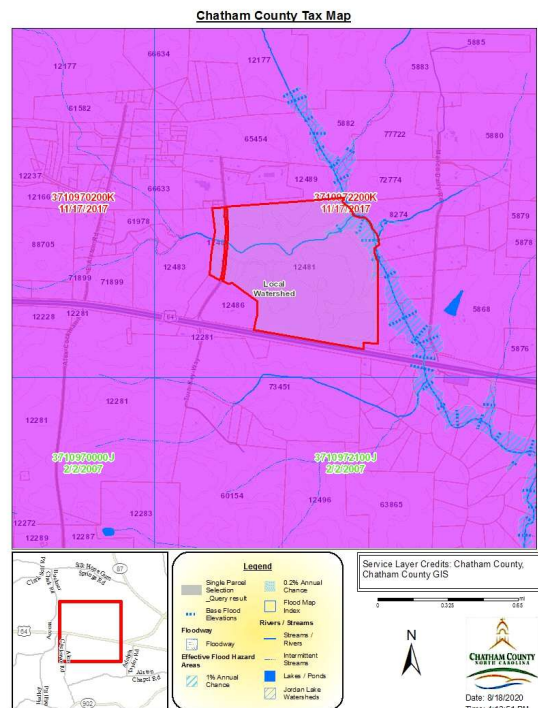 Chatham County Tax Map
5885
66634
12177
12177
5883
61582
5882
77722
5880
65454
12237
12489
72774
12166
66633
3710970200K
11/17/2017
3710972200K
11/17/2017
61978
8274
5879
88705
5878
12483
12481
71899
71899
Local
Watershed
12486
5868
12228
12281
64
12281
5876
12281
73451
3710970000J
2/2/2007
3710972100J
2/2/2007
60154
12496
63865
12283
12272
12289
12287
87
64
902
Legend
Single Parcel
Selection
_Query result
Base Flood
Elevations
Floodway
Floodway
Effective Flood Hazard
Areas
1% Annual
Chance
0.2% Annual
Chance
Flood Map
Index
Rivers / Streams
Streams /
Rivers
Intermittent
Streams
Lakes / Ponds
Jordan Lake
Watersheds
Service Layer Credits: Chatham County,
Chatham County GIS
0 0.325 0.65
mi
N
CHATHAM COUNTY
NORTH CAROLINA
Date: 8/18/2020